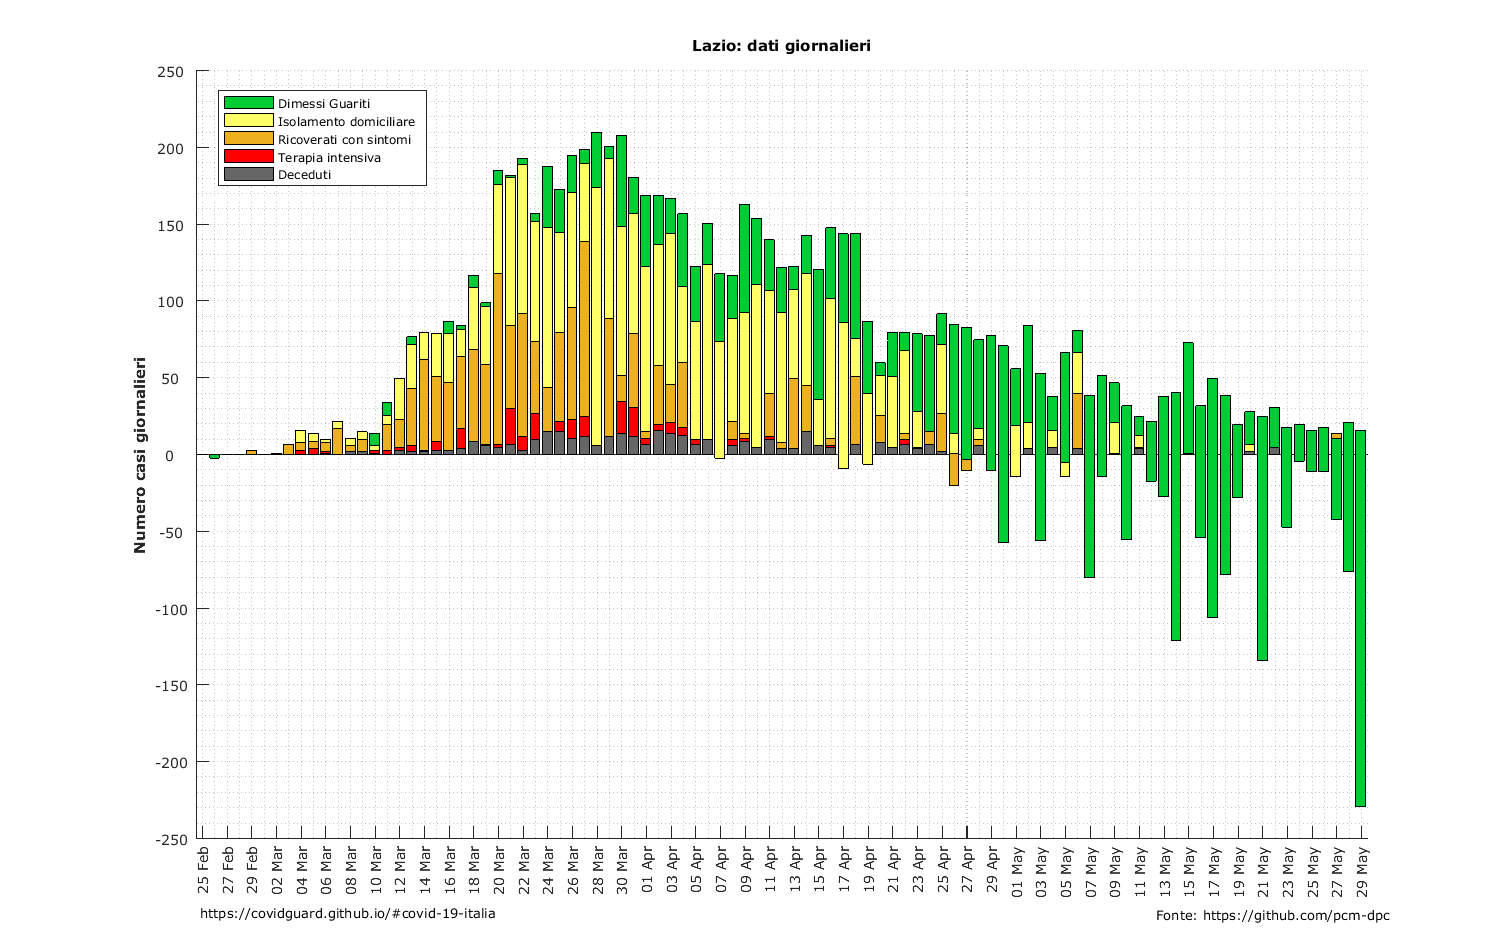 Lazio: dati giornalieri
Dimessi Guariti
Isolamento domiciliare
Ricoverati con sintomi
Terapia intensiva
Deceduti
Numero casi giornalieri
250
200
150
100
50
0
-50
-100
-150
-200
-250
25 Feb
27 Feb
29 Feb
02 Mar
04 Mar
06 Mar
08 Mar
10 Mar
12 Mar
14 Mar
16 Mar
18 Mar
20 Mar
22 Mar
24 Mar
26 Mar
28 Mar
30 Mar
01 Apr
03 Apr
05 Apr
07 Apr
09 Apr
11 Apr
13 Apr
15 Apr
17 Apr
19 Apr
21 Apr
23 Apr
25 Apr
27 Apr
29 Apr
01 May
03 May
05 May
07 May
09 May
11 May
13 May
15 May
17 May
19 May
21 May
23 May
25 May
27 May
29 May
https://covidguard.github.io/#covid-19-italia
Fonte: https://github.com/pcm-dpc